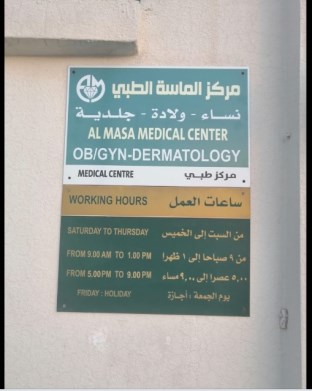 مركز الماسة الطبي
نساء - ولادة - جلدية
AL MASA MEDICAL CENTER
OB/GYN-DERMATOLOGY
MEDICAL CENTRE مركز طبي
WORKING HOURS ساعات العمل
SATURDAY TO THURSDAY من السبت إلى الخميس
FROM 9.00 AM TO 1.00 PM من ٩ صباحا إلى ١ ظهرا
FROM 5.00 PM TO 9.00 PM ٥,٠٠ عصرا إلى ٩,٠٠ مساء
FRIDAY : HOLIDAY يوم الجمعة : أجازة